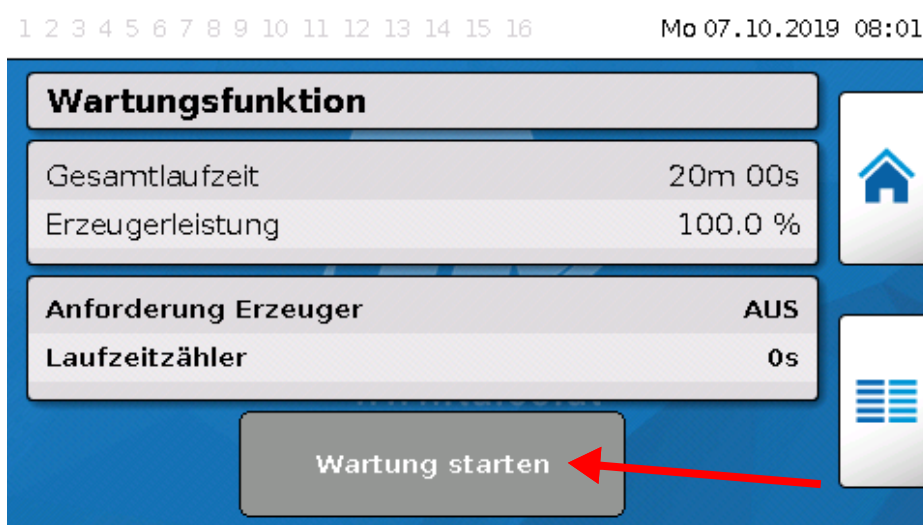 1 2 3 4 5 6 7 8 9 10 11 12 13 14 15 16 Mo 07.10.2019 08:01
Wartungsfunktion
Gesamtlaufzeit 20m 00s
Erzeugerleistung 100.0 %
Anforderung Erzeuger AUS
Laufzeitzähler 0s
Wartung starten